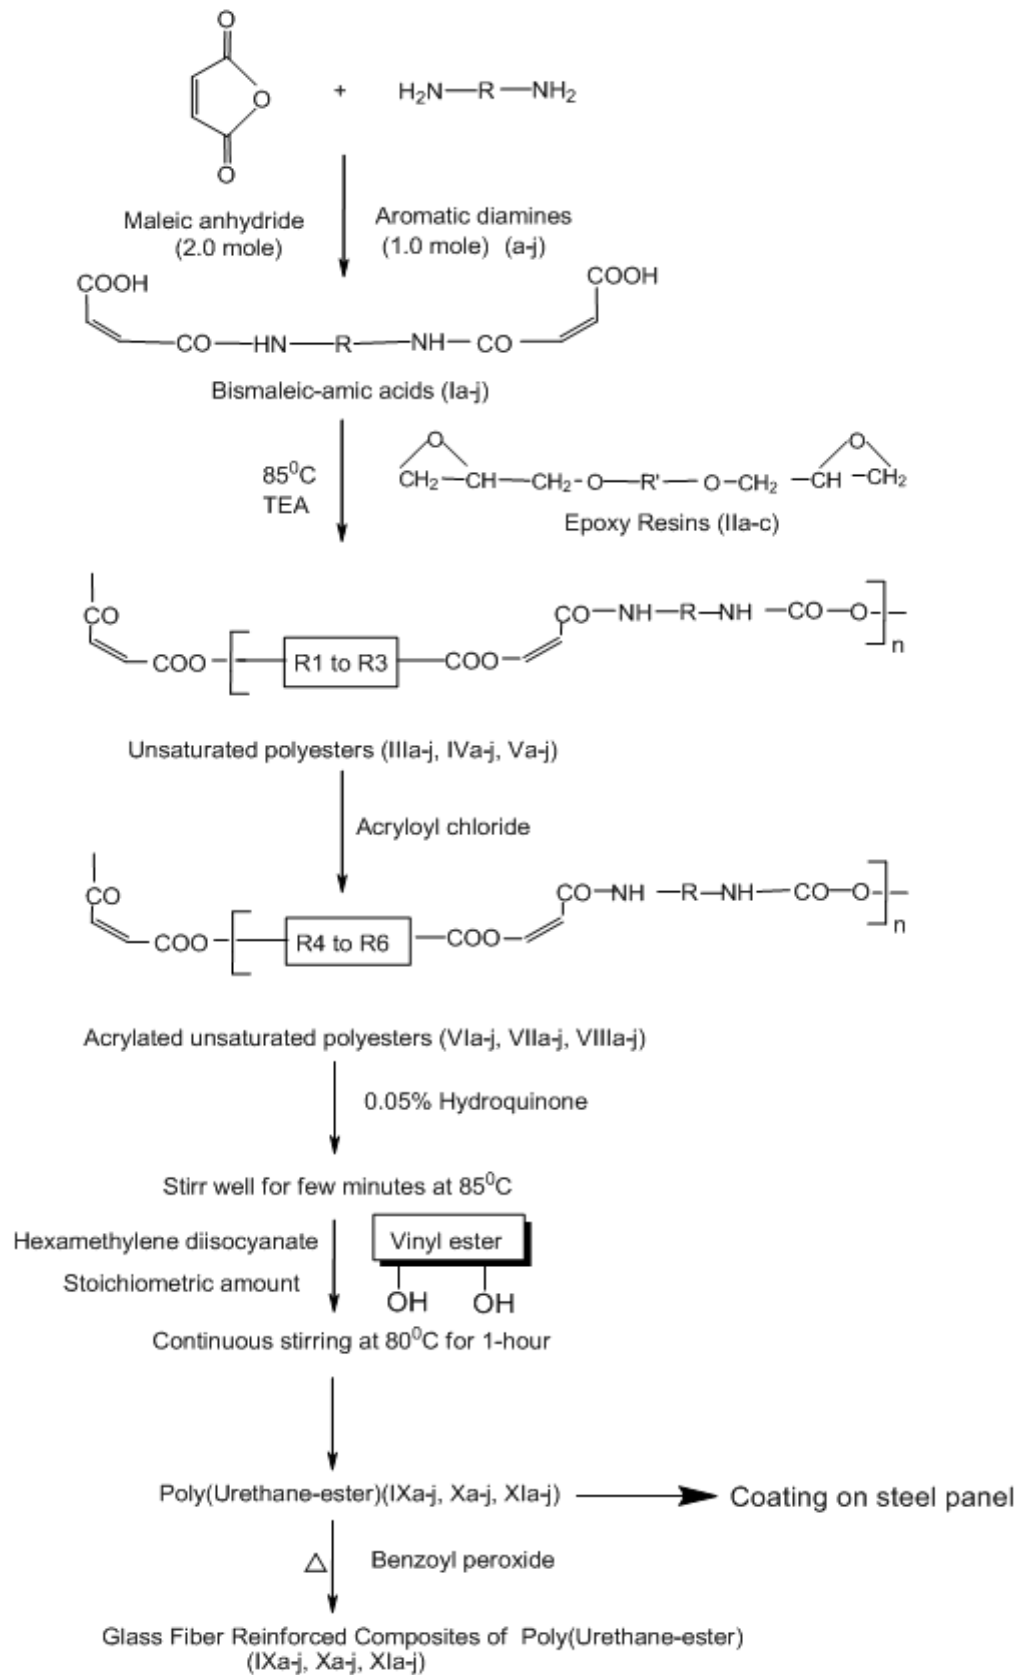 O
O
O
+
H₂N—R—NH₂
Maleic anhydride
(2.0 mole)
Aromatic diamines
(1.0 mole) (a-j)
COOH
COOH
CO—HN—R—NH—CO
Bismaleic-amic acids (Ia-j)
85⁰C
TEA
O
O
CH₂—CH—CH₂-O—R'—O-CH₂-CH-CH₂
Epoxy Resins (IIa-c)
CO
CO—NH—R—NH—CO—O
n
COO
R1 to R3
COO
Unsaturated polyesters (IIIa-j, IVa-j, Va-j)
Acryloyl chloride
CO
CO—NH—R—NH—CO—O
n
COO
R4 to R6
COO
Acrylated unsaturated polyesters (VIa-j, VIIa-j, VIIIa-j)
0.05% Hydroquinone
Stirr well for few minutes at 85⁰C
Hexamethylene diisocyanate
Stoichiometric amount
Vinyl ester
OH OH
Continuous stirring at 80⁰C for 1-hour
Poly(Urethane-ester)(IXa-j, Xa-j, XIa-j)
Coating on steel panel
△
Benzoyl peroxide
Glass Fiber Reinforced Composites of Poly(Urethane-ester)
(IXa-j, Xa-j, XIa-j)